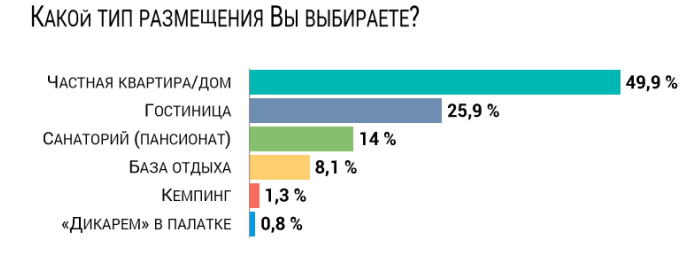 Какой тип размещения Вы выбираете?
Частная квартира/дом 49,9 %
Гостиница 25,9 %
Санаторий (пансионат) 14 %
База отдыха 8,1 %
Кемпинг 1,3 %
«Дикарем» в палатке 0,8 %